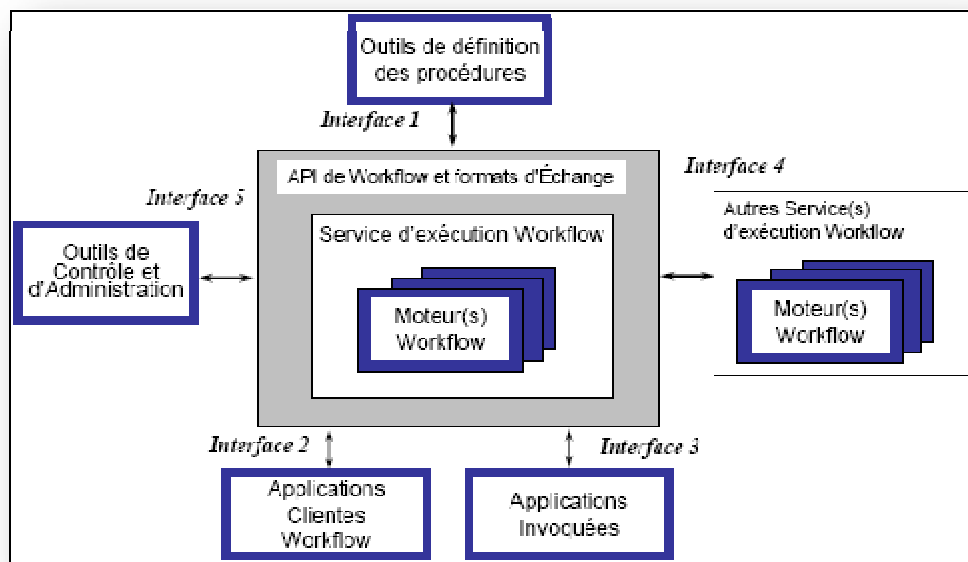 Outils de définition
des procédures
Interface 1
Interface 4
API de Workflow et formats d'Échange
Interface 5
Autres Service(s)
d'exécution Workflow
Service d'exécution Workflow
Outils de
Contrôle et
d'Administration
Moteur(s)
Workflow
Moteur(s)
Workflow
Interface 2
Interface 3
Applications
Clientes
Workflow
Applications
Invoquées